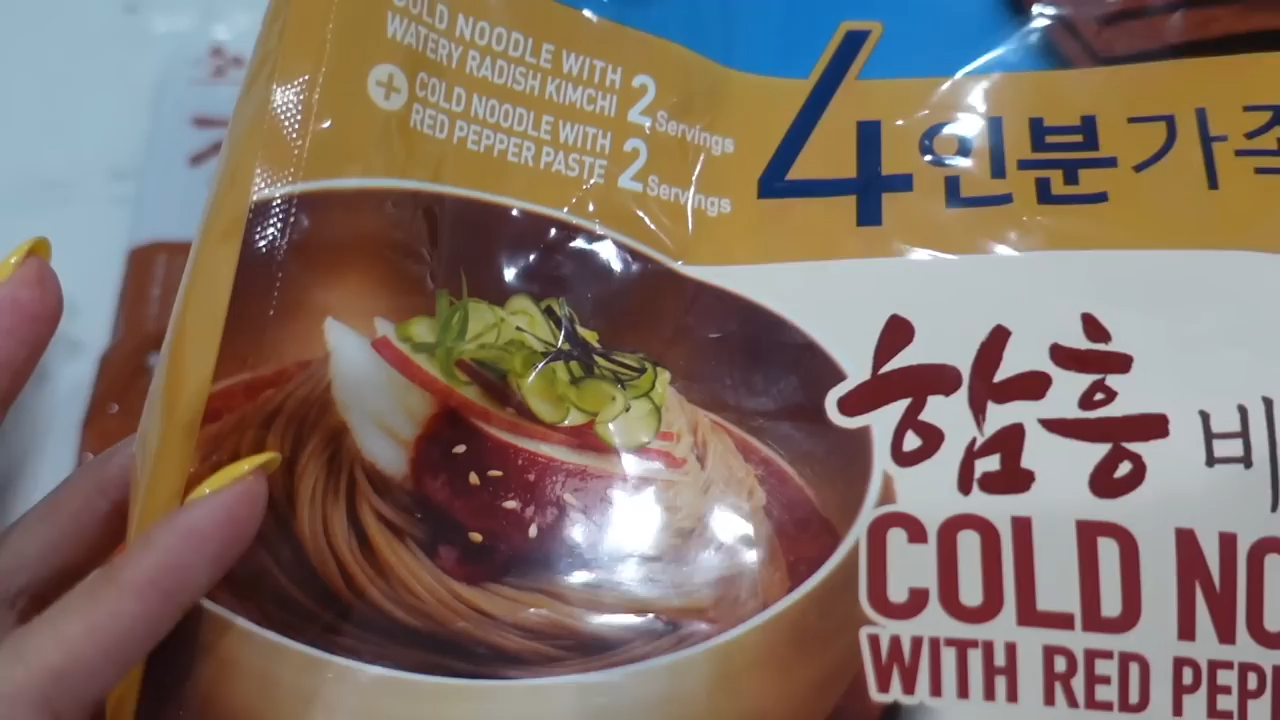 COLD NOODLE WITH
WATERY RADISH KIMCHI 2 Servings
+ COLD NOODLE WITH
RED PEPPER PASTE 2 Servings
4인분 가족
함흥 비
COLD NO
WITH RED PEPP